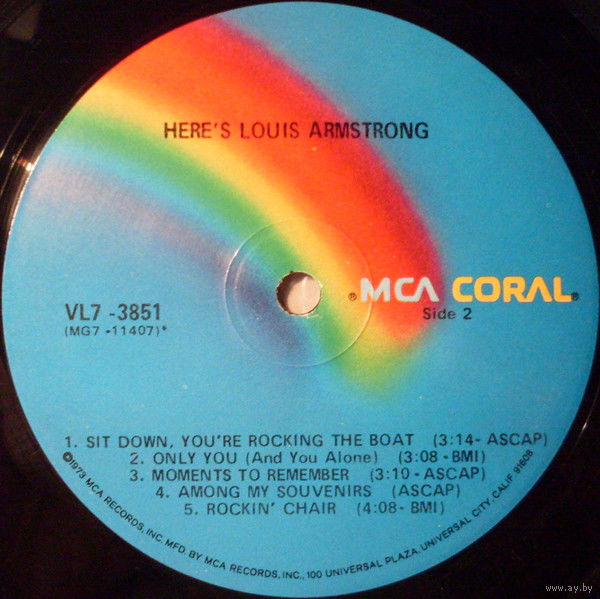 HERE'S LOUIS ARMSTRONG
® MCA CORAL®
VL7 -3851
Side 2
(MG7 -11407)*
1. SIT DOWN, YOU'RE ROCKING THE BOAT (3:14- ASCAP)
2. ONLY YOU (And You Alone) (3:08 -BMI)
3. MOMENTS TO REMEMBER (3:10 -ASCAP)
4. AMONG MY SOUVENIRS (ASCAP)
5. ROCKIN' CHAIR (4:08- BMI)
©1973 MCA RECORDS, INC. MFD. BY MCA RECORDS, INC., 100 UNIVERSAL PLAZA, UNIVERSAL CITY, CALIF. 91608
www.ay.by